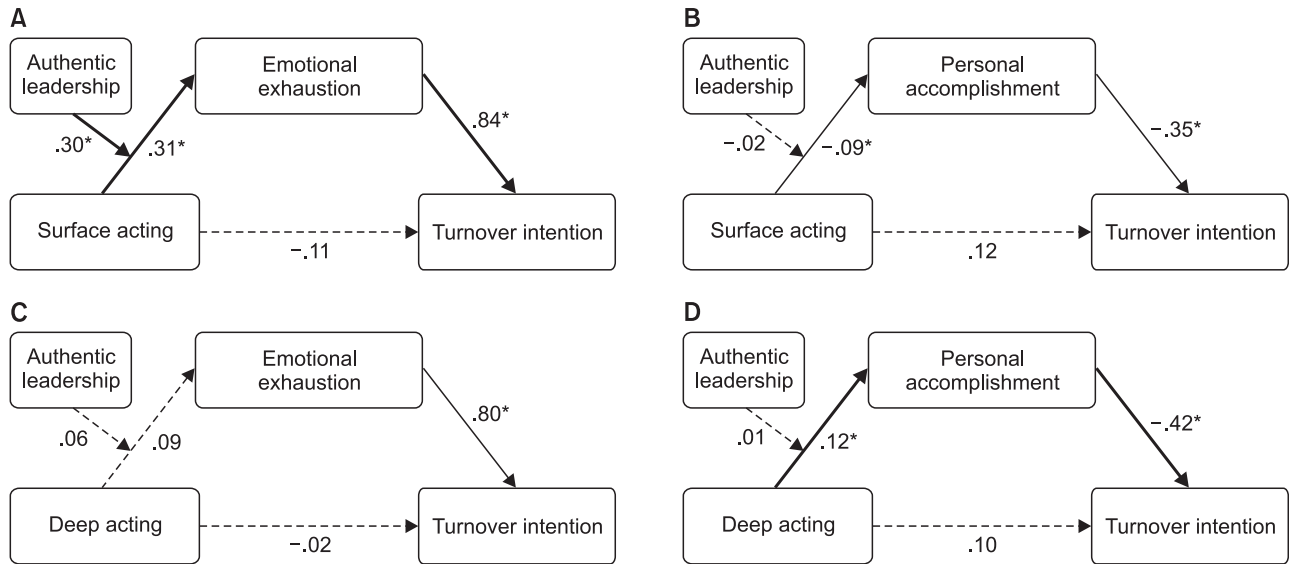 A
Authentic
leadership
Emotional
exhaustion
.30*
.31*
.84*
Surface acting
Turnover intention
−.11
B
Authentic
leadership
Personal
accomplishment
−.02
−.09*
−.35*
Surface acting
Turnover intention
.12
C
Authentic
leadership
Emotional
exhaustion
.06
.09
.80*
Deep acting
Turnover intention
−.02
D
Authentic
leadership
Personal
accomplishment
.01
.12*
−.42*
Deep acting
Turnover intention
.10